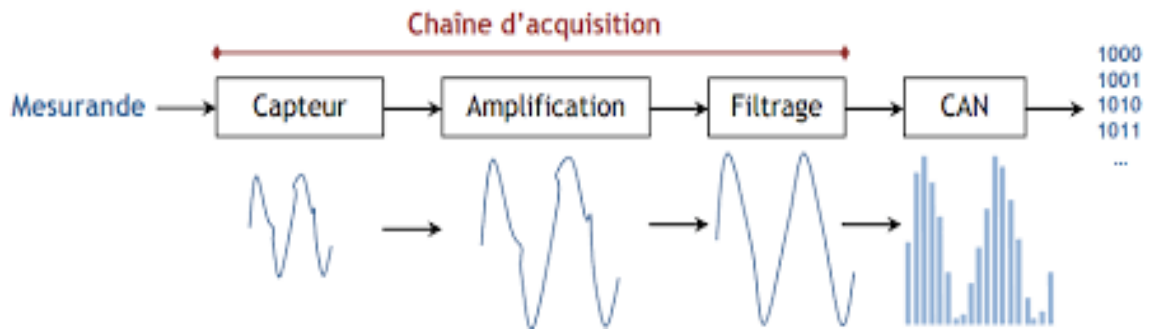 Chaîne d'acquisition
Mesurande
Capteur
Amplification
Filtrage
CAN
1000
1001
1010
1011
...